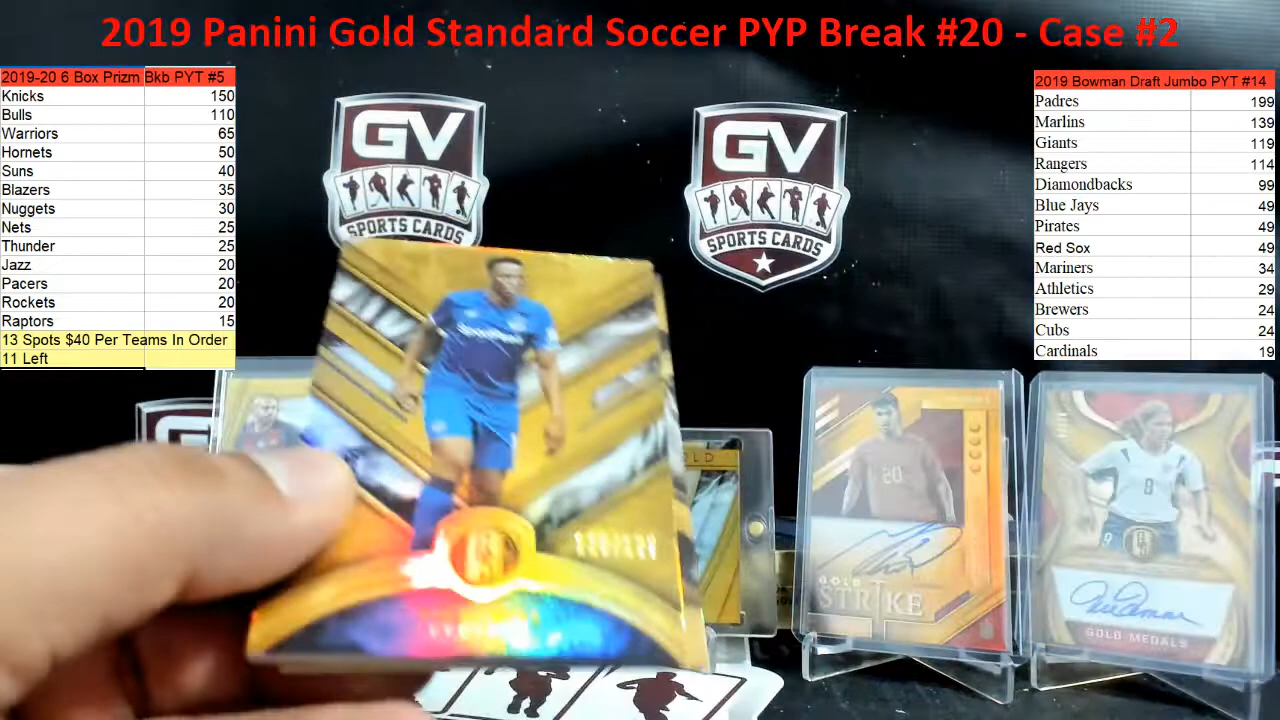 2019 Panini Gold Standard Soccer PYP Break #20 - Case #2
2019-20 6 Box Prizm Bkb PYT #5
Knicks 150
Bulls 110
Warriors 65
Hornets 50
Suns 40
Blazers 35
Nuggets 30
Nets 25
Thunder 25
Jazz 20
Pacers 20
Rockets 20
Raptors 15
13 Spots $40 Per Teams In Order
11 Left
2019 Bowman Draft Jumbo PYT #14
Padres 199
Marlins 139
Giants 119
Rangers 114
Diamondbacks 99
Blue Jays 49
Pirates 49
Red Sox 49
Mariners 34
Athletics 29
Brewers 24
Cubs 24
Cardinals 19
GV
SPORTS CARDS
GV
SPORTS CARDS
GV
20
GOLD
STRIKE
8
9
GOLD MEDALS